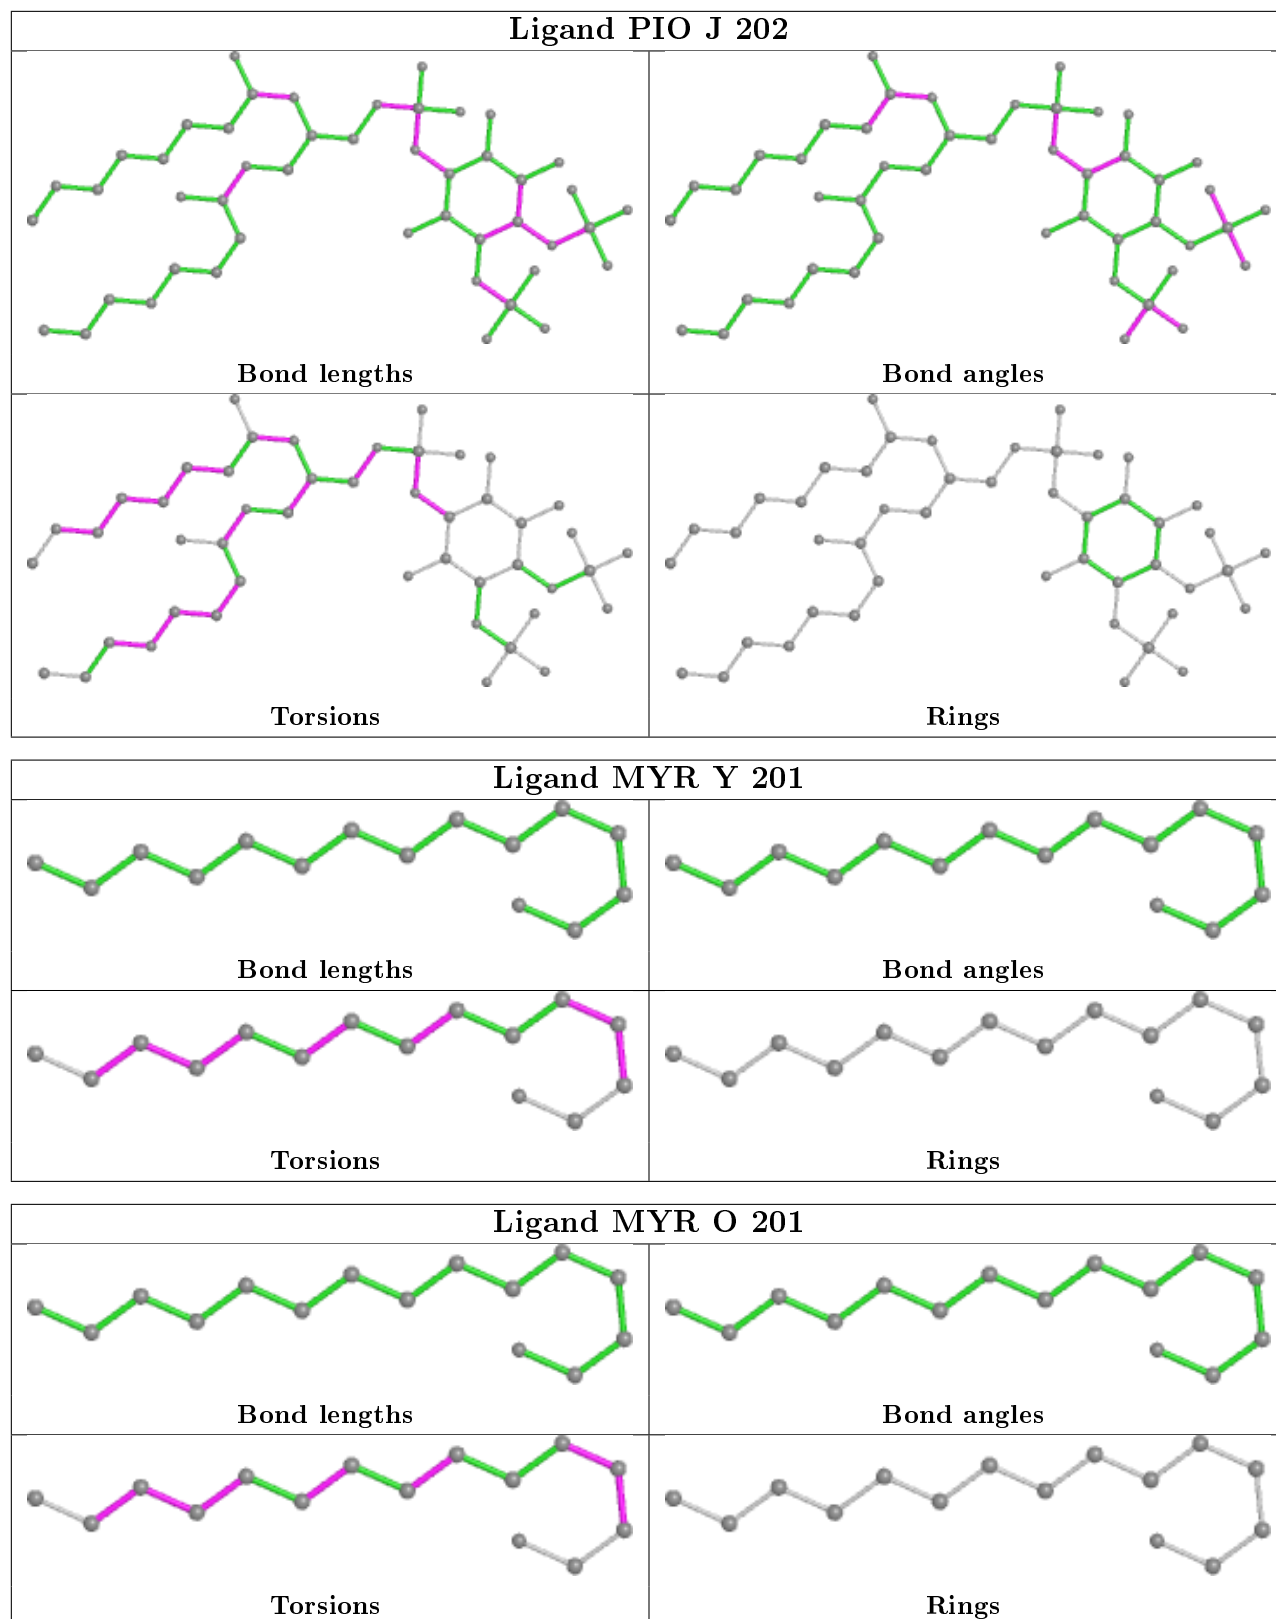 Ligand PIO J 202
Bond lengths
Bond angles
Torsions
Rings
Ligand MYR Y 201
Bond lengths
Bond angles
Torsions
Rings
Ligand MYR O 201
Bond lengths
Bond angles
Torsions
Rings